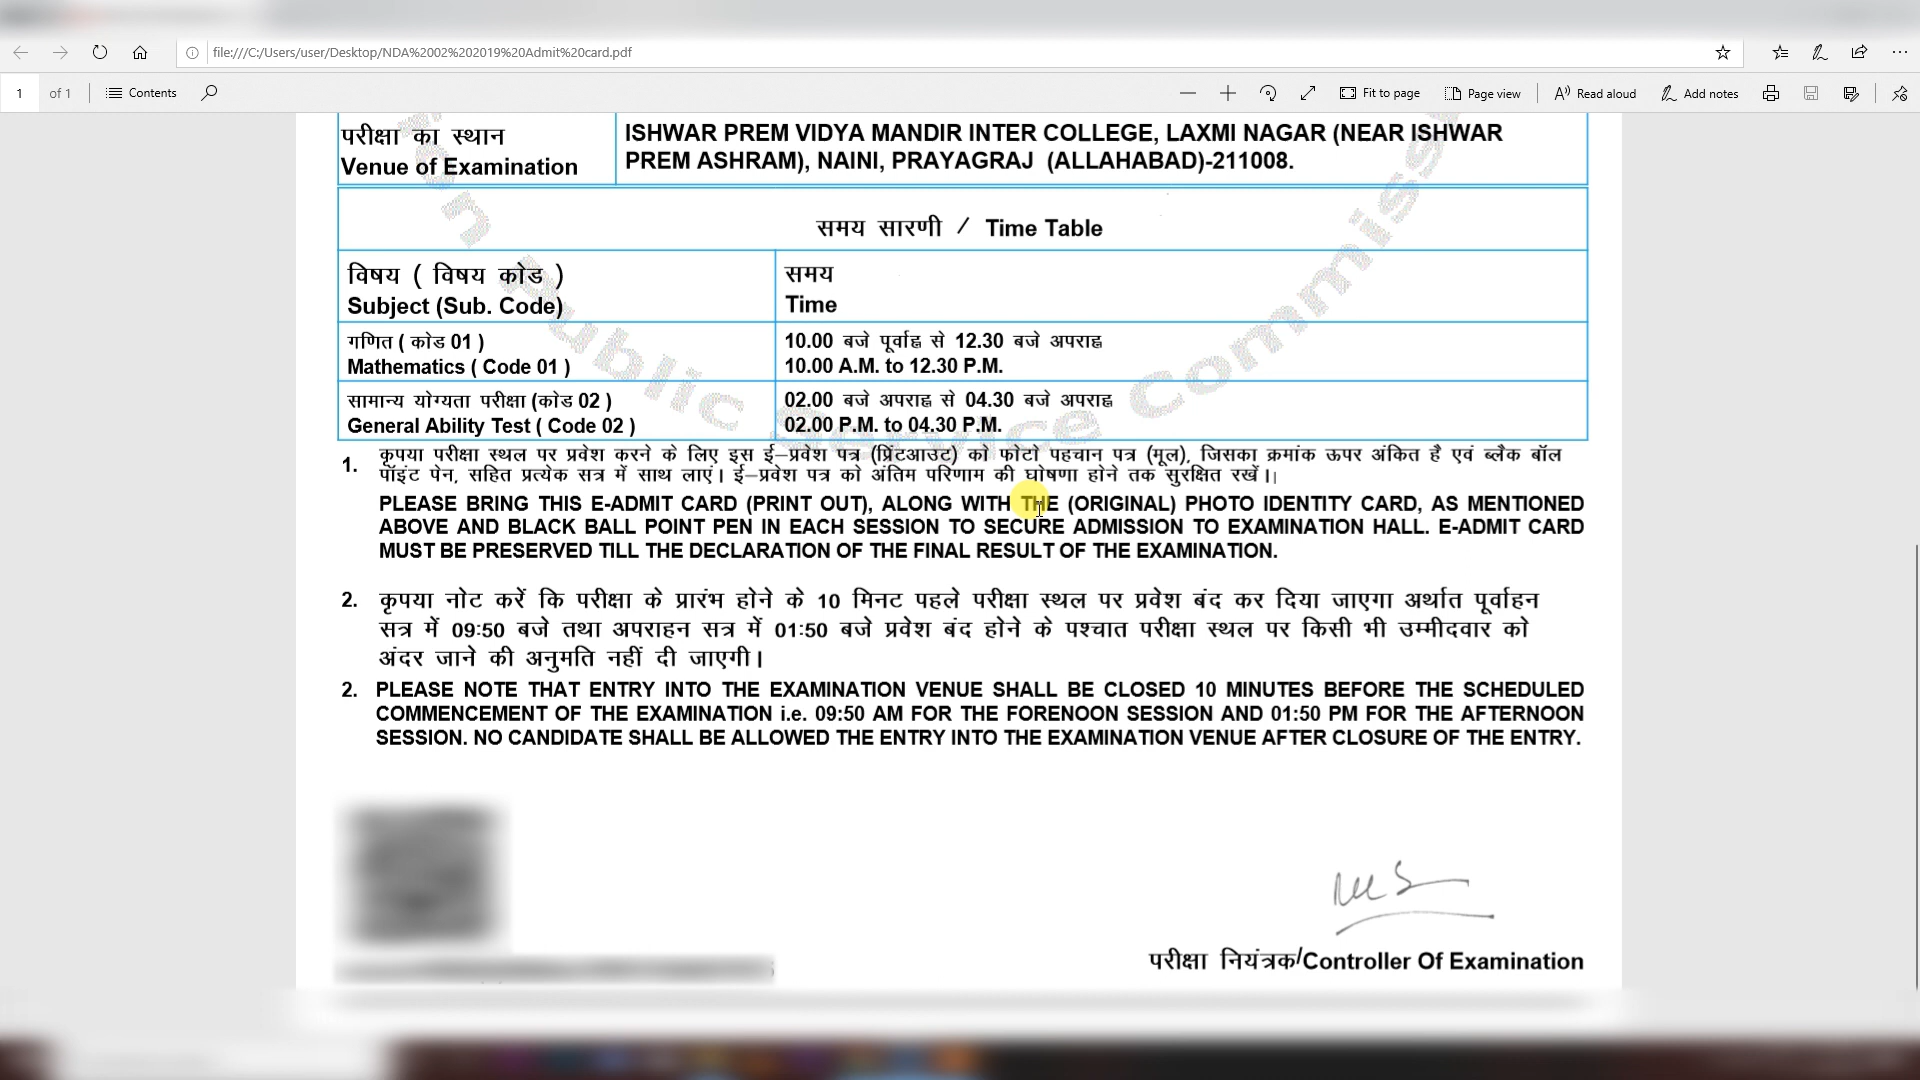 file:///C:/Users/user/Desktop/NDA%2002%202019%20Admit%20card.pdf
1 of 1 Contents Fit to page Page view Read aloud Add notes
परीक्षा का स्थान
Venue of Examination
ISHWAR PREM VIDYA MANDIR INTER COLLEGE, LAXMI NAGAR (NEAR ISHWAR
PREM ASHRAM), NAINI, PRAYAGRAJ (ALLAHABAD)-211008.
समय सारणी / Time Table
विषय ( विषय कोड )
Subject (Sub. Code)
समय
Time
गणित ( कोड 01 )
Mathematics ( Code 01 )
10.00 बजे पूर्वाह्न से 12.30 बजे अपराह्न
10.00 A.M. to 12.30 P.M.
सामान्य योग्यता परीक्षा (कोड 02 )
General Ability Test ( Code 02 )
02.00 बजे अपराह्न से 04.30 बजे अपराह्न
02.00 P.M. to 04.30 P.M.
Public Service Commiss
1. कृपया परीक्षा स्थल पर प्रवेश करने के लिए इस ई–प्रवेश पत्र (प्रिंटआउट) को फोटो पहचान पत्र (मूल), जिसका क्रमांक ऊपर अंकित है एवं ब्लैक बॉल
पॉइंट पेन, सहित प्रत्येक सत्र में साथ लाएं। ई–प्रवेश पत्र को अंतिम परिणाम की घोषणा होने तक सुरक्षित रखें।|
PLEASE BRING THIS E-ADMIT CARD (PRINT OUT), ALONG WITH THE (ORIGINAL) PHOTO IDENTITY CARD, AS MENTIONED
ABOVE AND BLACK BALL POINT PEN IN EACH SESSION TO SECURE ADMISSION TO EXAMINATION HALL. E-ADMIT CARD
MUST BE PRESERVED TILL THE DECLARATION OF THE FINAL RESULT OF THE EXAMINATION.
2. कृपया नोट करें कि परीक्षा के प्रारंभ होने के 10 मिनट पहले परीक्षा स्थल पर प्रवेश बंद कर दिया जाएगा अर्थात पूर्वाहन
सत्र में 09:50 बजे तथा अपराहन सत्र में 01:50 बजे प्रवेश बंद होने के पश्चात परीक्षा स्थल पर किसी भी उम्मीदवार को
अंदर जाने की अनुमति नहीं दी जाएगी।
2. PLEASE NOTE THAT ENTRY INTO THE EXAMINATION VENUE SHALL BE CLOSED 10 MINUTES BEFORE THE SCHEDULED
COMMENCEMENT OF THE EXAMINATION i.e. 09:50 AM FOR THE FORENOON SESSION AND 01:50 PM FOR THE AFTERNOON
SESSION. NO CANDIDATE SHALL BE ALLOWED THE ENTRY INTO THE EXAMINATION VENUE AFTER CLOSURE OF THE ENTRY.
परीक्षा नियंत्रक/Controller Of Examination